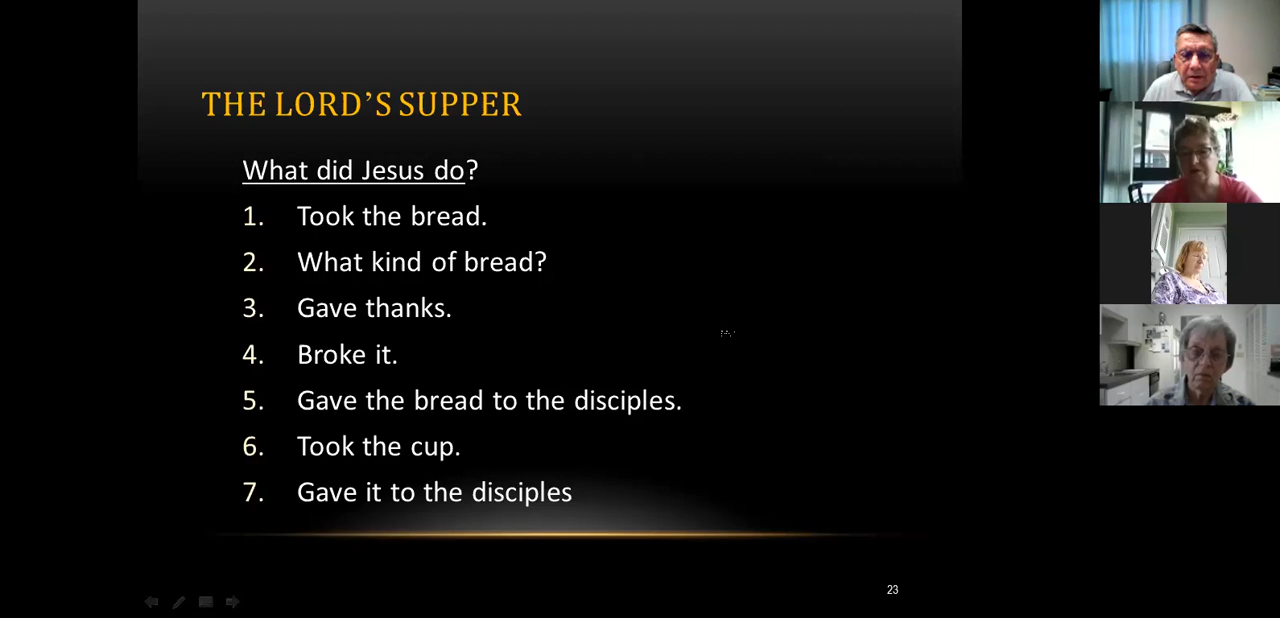 THE LORD’S SUPPER
What did Jesus do?
1. Took the bread.
2. What kind of bread?
3. Gave thanks.
4. Broke it.
5. Gave the bread to the disciples.
6. Took the cup.
7. Gave it to the disciples
23